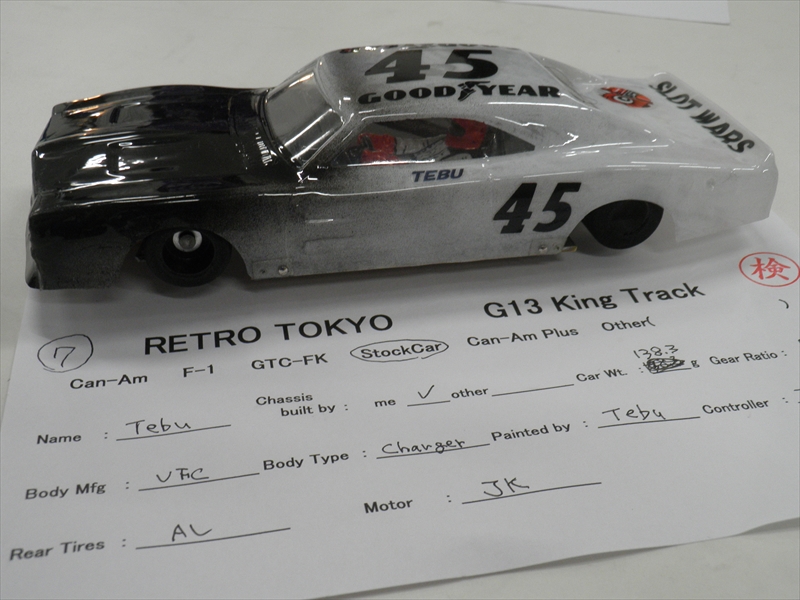 45
GOODYEAR
SLOT WARS
TEBU
45
検
7 RETRO TOKYO G13 King Track
Can-Am F-1 GTC-FK StockCar Can-Am Plus Other( )
Name : Tebu Chassis built by : me ✓ other Car Wt. : 138.3 g Gear Ratio :
Body Mfg : VFC Body Type : Charger Painted by : Tebu Controller :
Rear Tires : AL Motor : JK